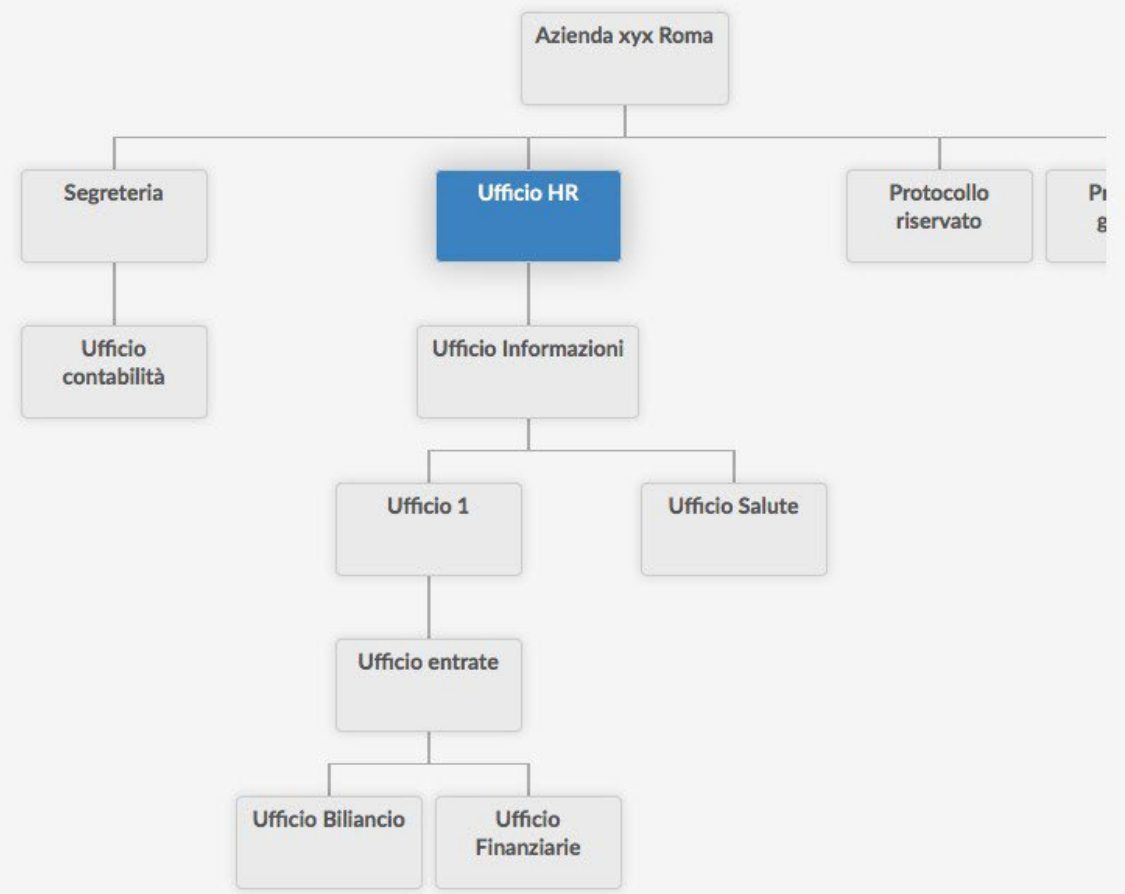 Azienda xyx Roma
Segreteria
Ufficio HR
Protocollo
riservato
Ufficio
contabilità
Ufficio Informazioni
Ufficio 1
Ufficio Salute
Ufficio entrate
Ufficio Biliancio
Ufficio
Finanziarie